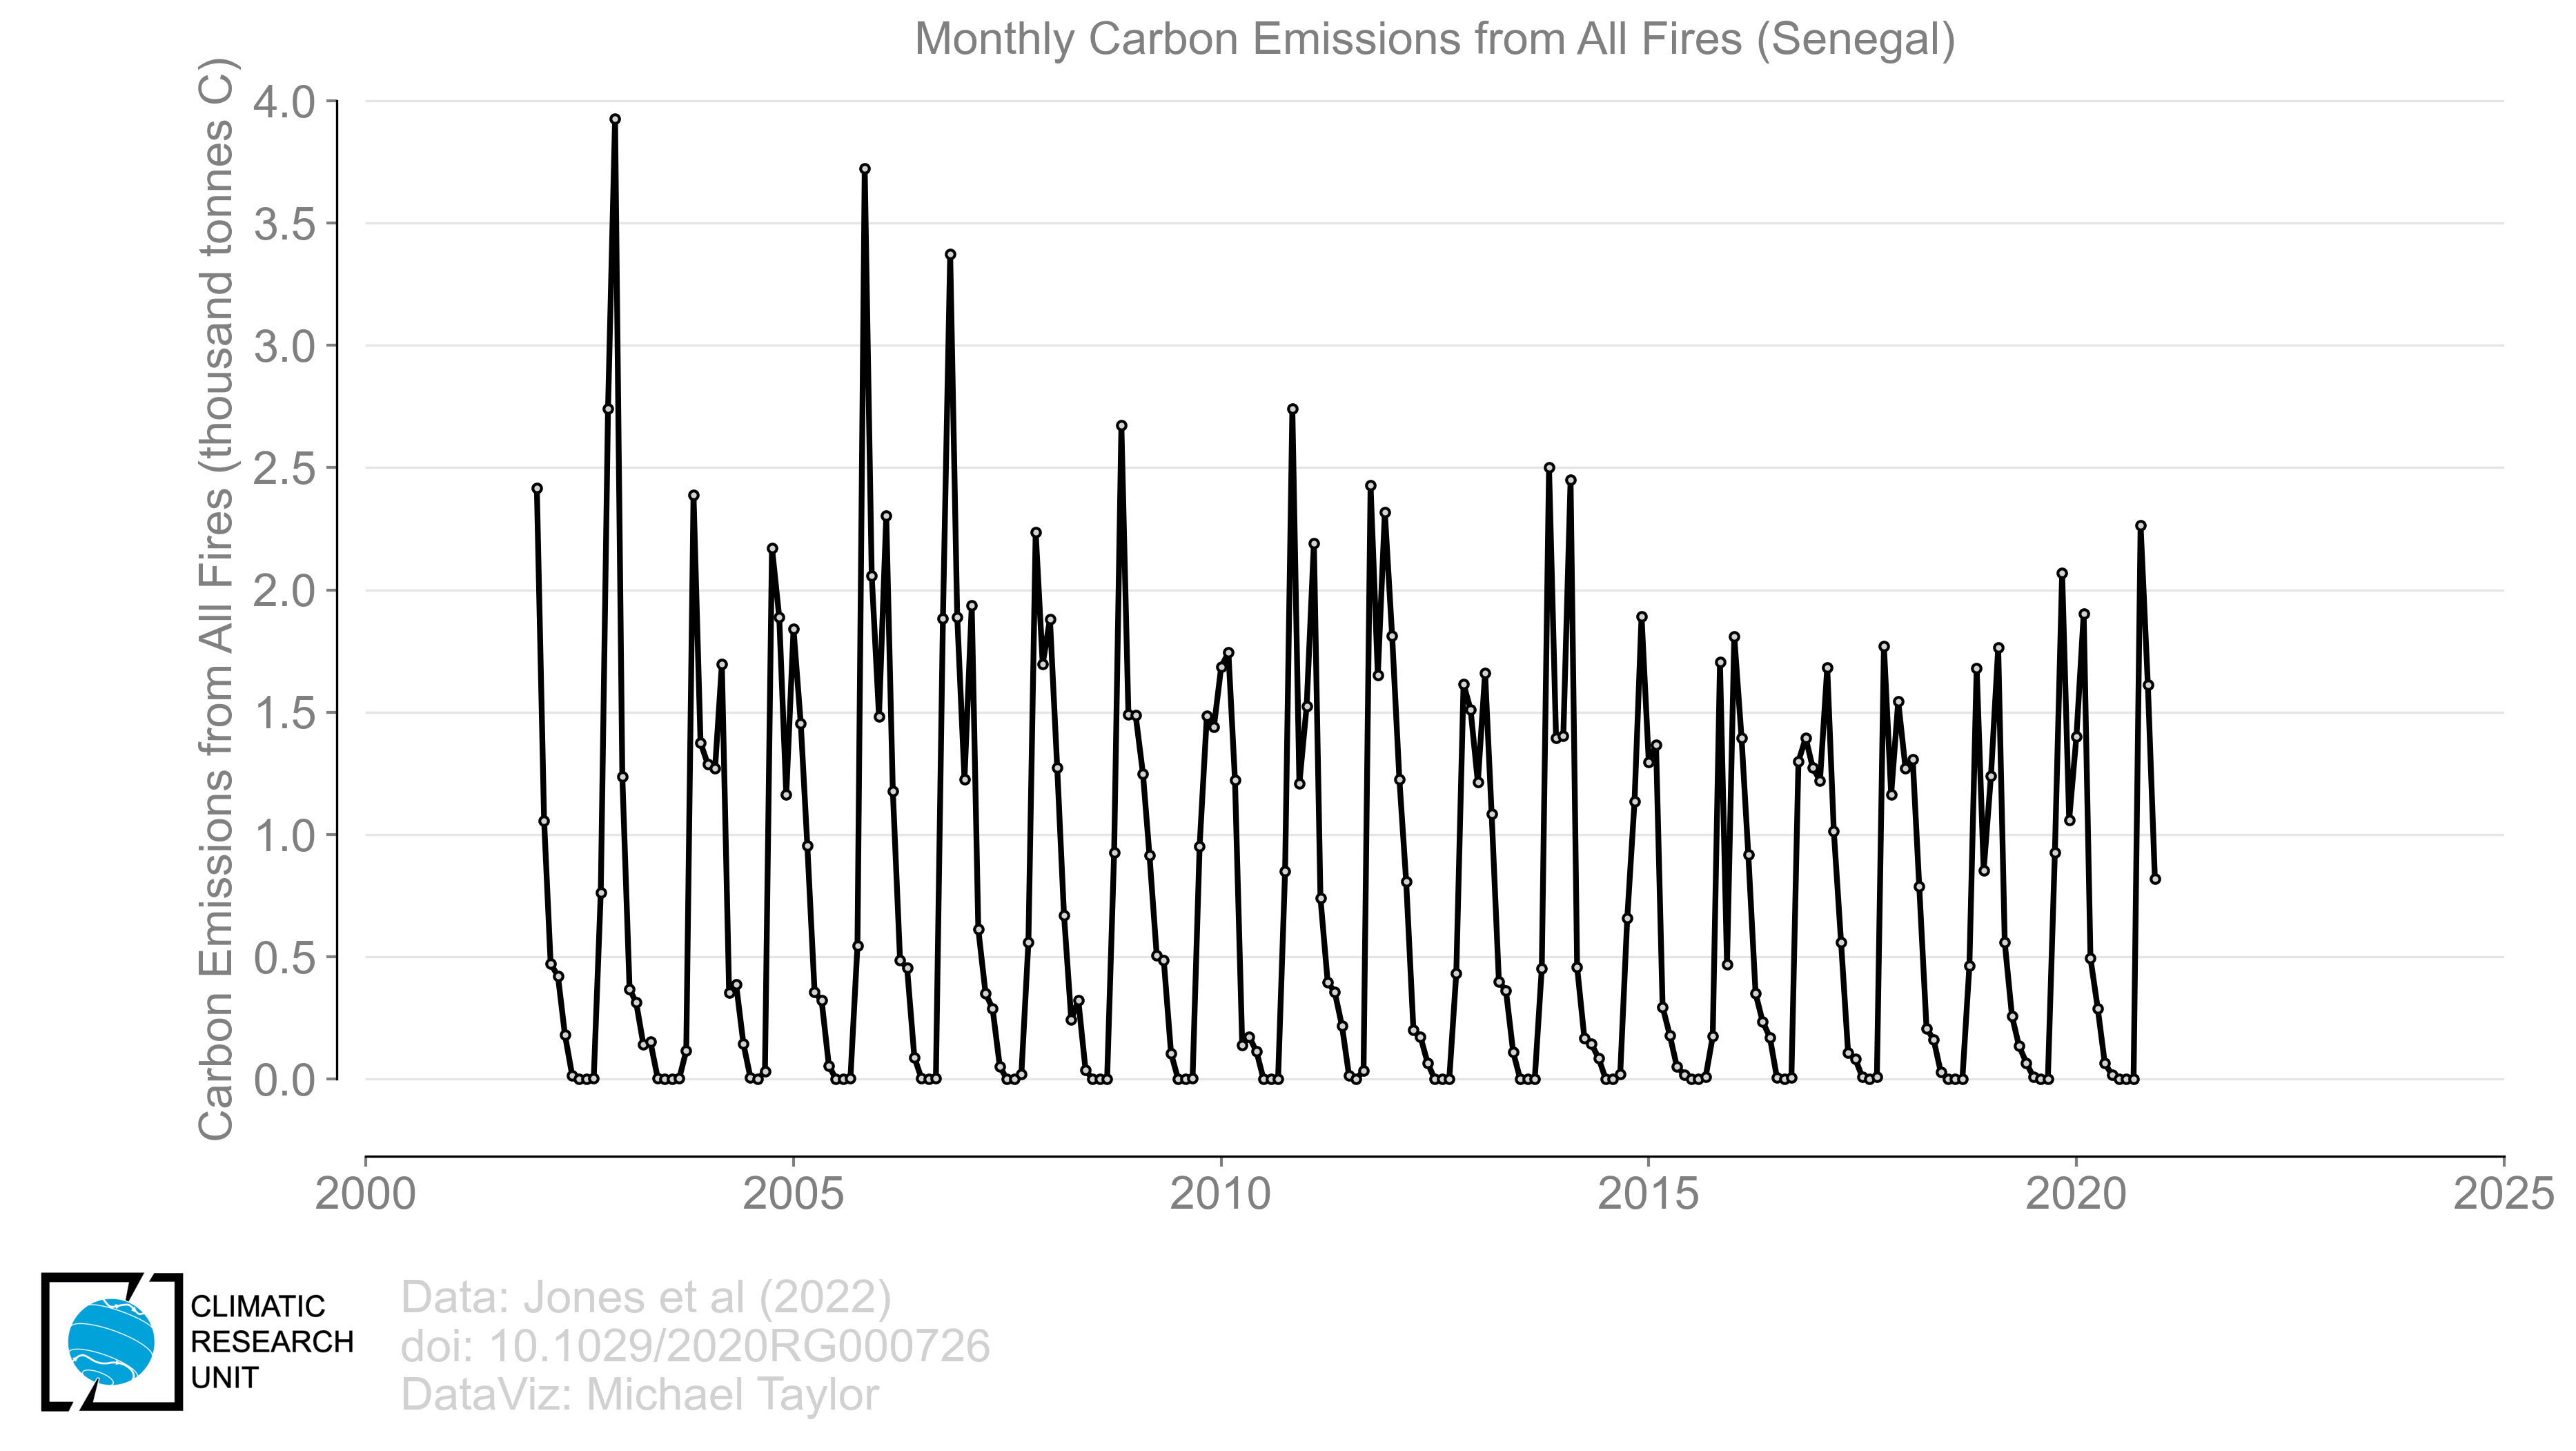 Monthly Carbon Emissions from All Fires (Senegal)
Carbon Emissions from All Fires (thousand tonnes C)
4.0
3.5
3.0
2.5
2.0
1.5
1.0
0.5
0.0
2000
2005
2010
2015
2020
2025
CLIMATIC
RESEARCH
UNIT
Data: Jones et al (2022)
doi: 10.1029/2020RG000726
DataViz: Michael Taylor